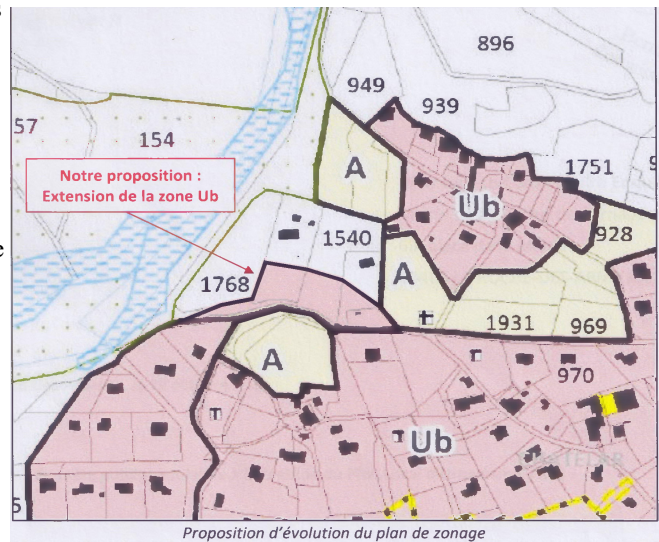 896
949
939
57
154
A
1751
Notre proposition :
Extension de la zone Ub
Ub
928
1540
1768
A
1931
969
A
970
Ub
Proposition d'évolution du plan de zonage